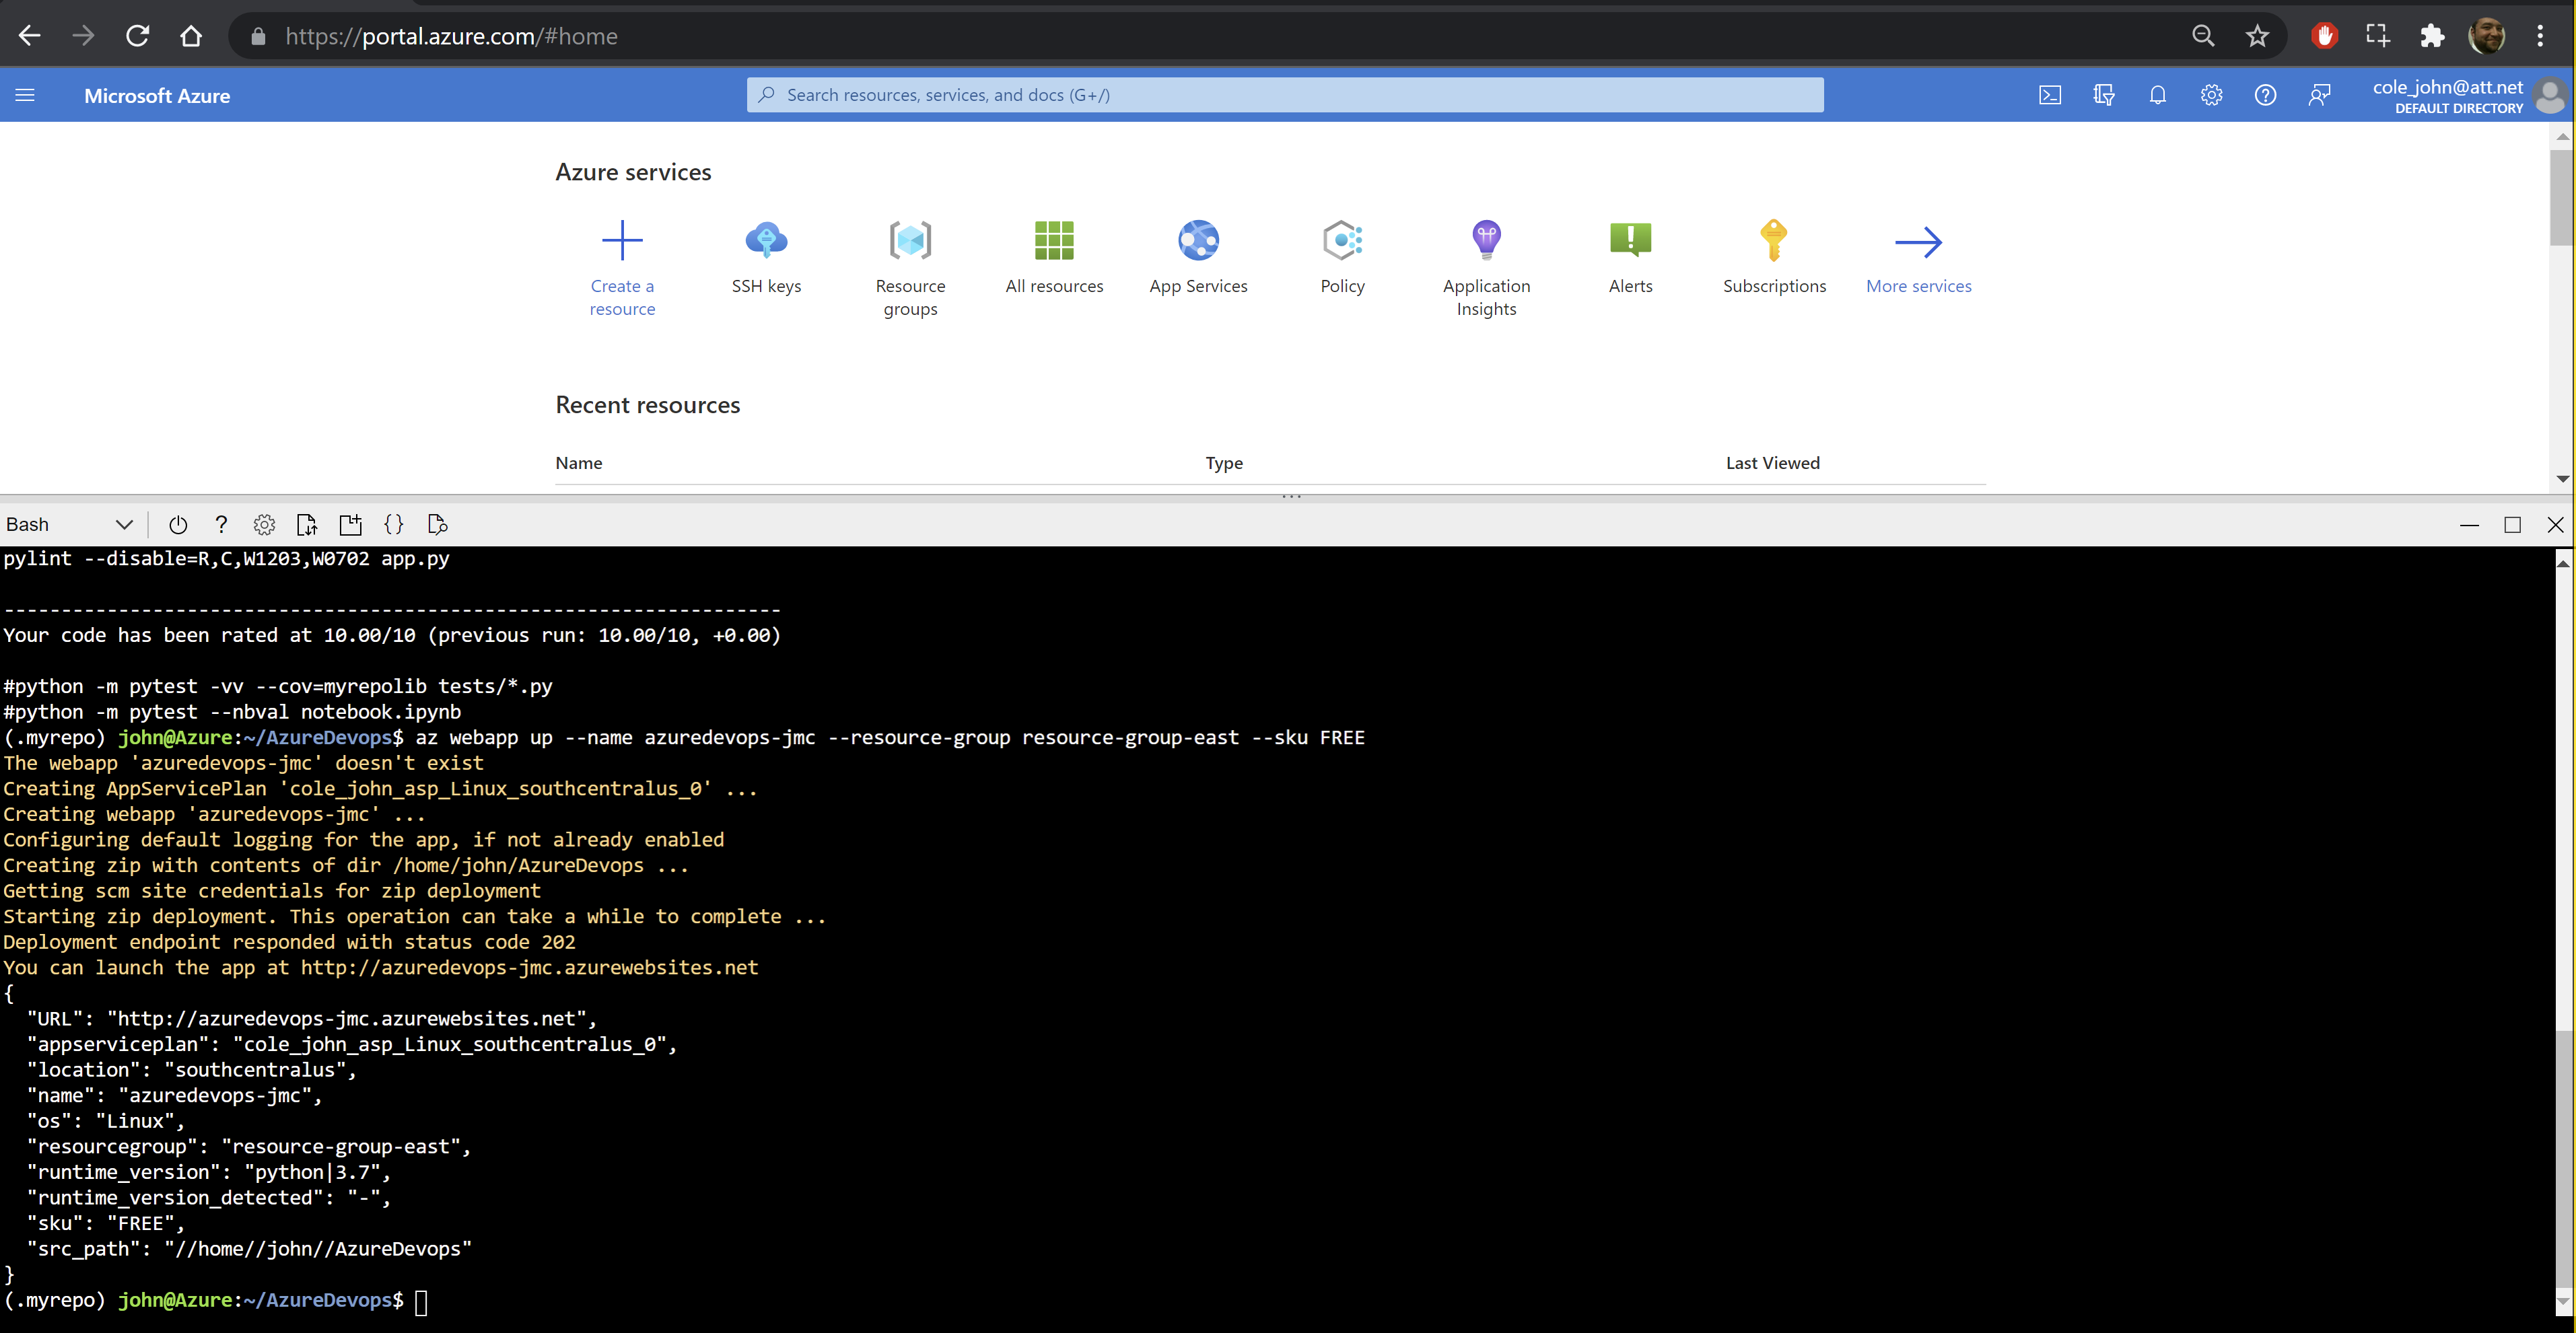 https://portal.azure.com/#home
Microsoft Azure
Search resources, services, and docs (G+/)
cole_john@att.net
DEFAULT DIRECTORY
Azure services
Create a resource
SSH keys
Resource groups
All resources
App Services
Policy
Application Insights
Alerts
Subscriptions
More services
Recent resources
Name Type Last Viewed
Bash
pylint --disable=R,C,W1203,W0702 app.py
--------------------------------------------------------------------
Your code has been rated at 10.00/10 (previous run: 10.00/10, +0.00)
#python -m pytest -vv --cov=myrepolib tests/*.py
#python -m pytest --nbval notebook.ipynb
(.myrepo) john@Azure:~/AzureDevops$ az webapp up --name azuredevops-jmc --resource-group resource-group-east --sku FREE
The webapp 'azuredevops-jmc' doesn't exist
Creating AppServicePlan 'cole_john_asp_Linux_southcentralus_0' ...
Creating webapp 'azuredevops-jmc' ...
Configuring default logging for the app, if not already enabled
Creating zip with contents of dir /home/john/AzureDevops ...
Getting scm site credentials for zip deployment
Starting zip deployment. This operation can take a while to complete ...
Deployment endpoint responded with status code 202
You can launch the app at http://azuredevops-jmc.azurewebsites.net
{
  "URL": "http://azuredevops-jmc.azurewebsites.net",
  "appserviceplan": "cole_john_asp_Linux_southcentralus_0",
  "location": "southcentralus",
  "name": "azuredevops-jmc",
  "os": "Linux",
  "resourcegroup": "resource-group-east",
  "runtime_version": "python|3.7",
  "runtime_version_detected": "-",
  "sku": "FREE",
  "src_path": "//home//john//AzureDevops"
}
(.myrepo) john@Azure:~/AzureDevops$